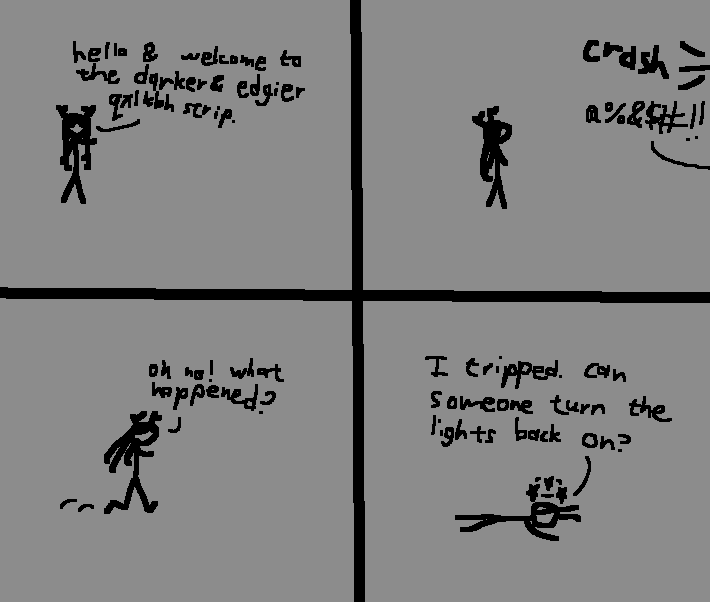 hello & welcome to
the darker & edgier
qxlkbh strip.
crash
@%&$#!!
oh no! what
happened?
I tripped. can
someone turn the
lights back on?